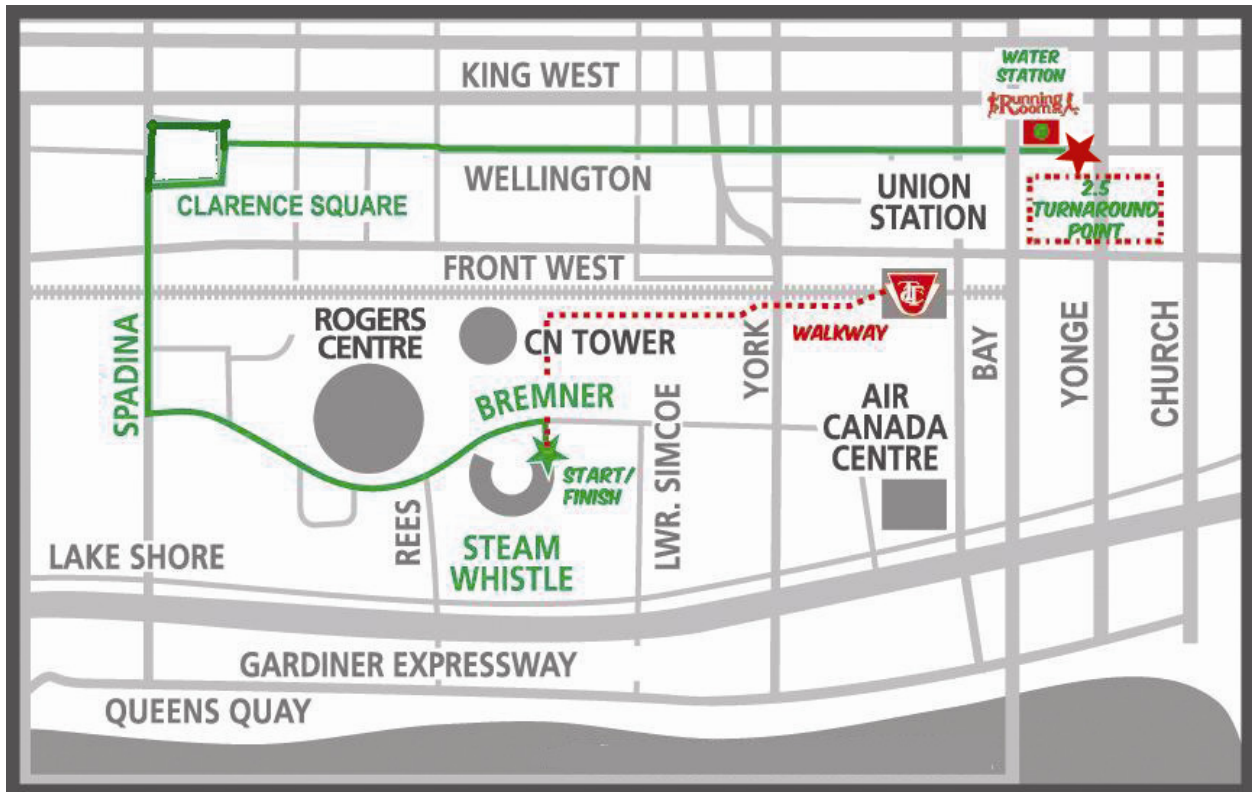 KING WEST
WATER
STATION
Running
Room
WELLINGTON
UNION
STATION
2.5
TURNAROUND
POINT
CLARENCE SQUARE
FRONT WEST
TTC
SPADINA
ROGERS
CENTRE
CN TOWER
WALKWAY
YORK
BAY
YONGE
CHURCH
BREMNER
AIR
CANADA
CENTRE
START/
FINISH
LWR. SIMCOE
REES
STEAM
WHISTLE
LAKE SHORE
GARDINER EXPRESSWAY
QUEENS QUAY